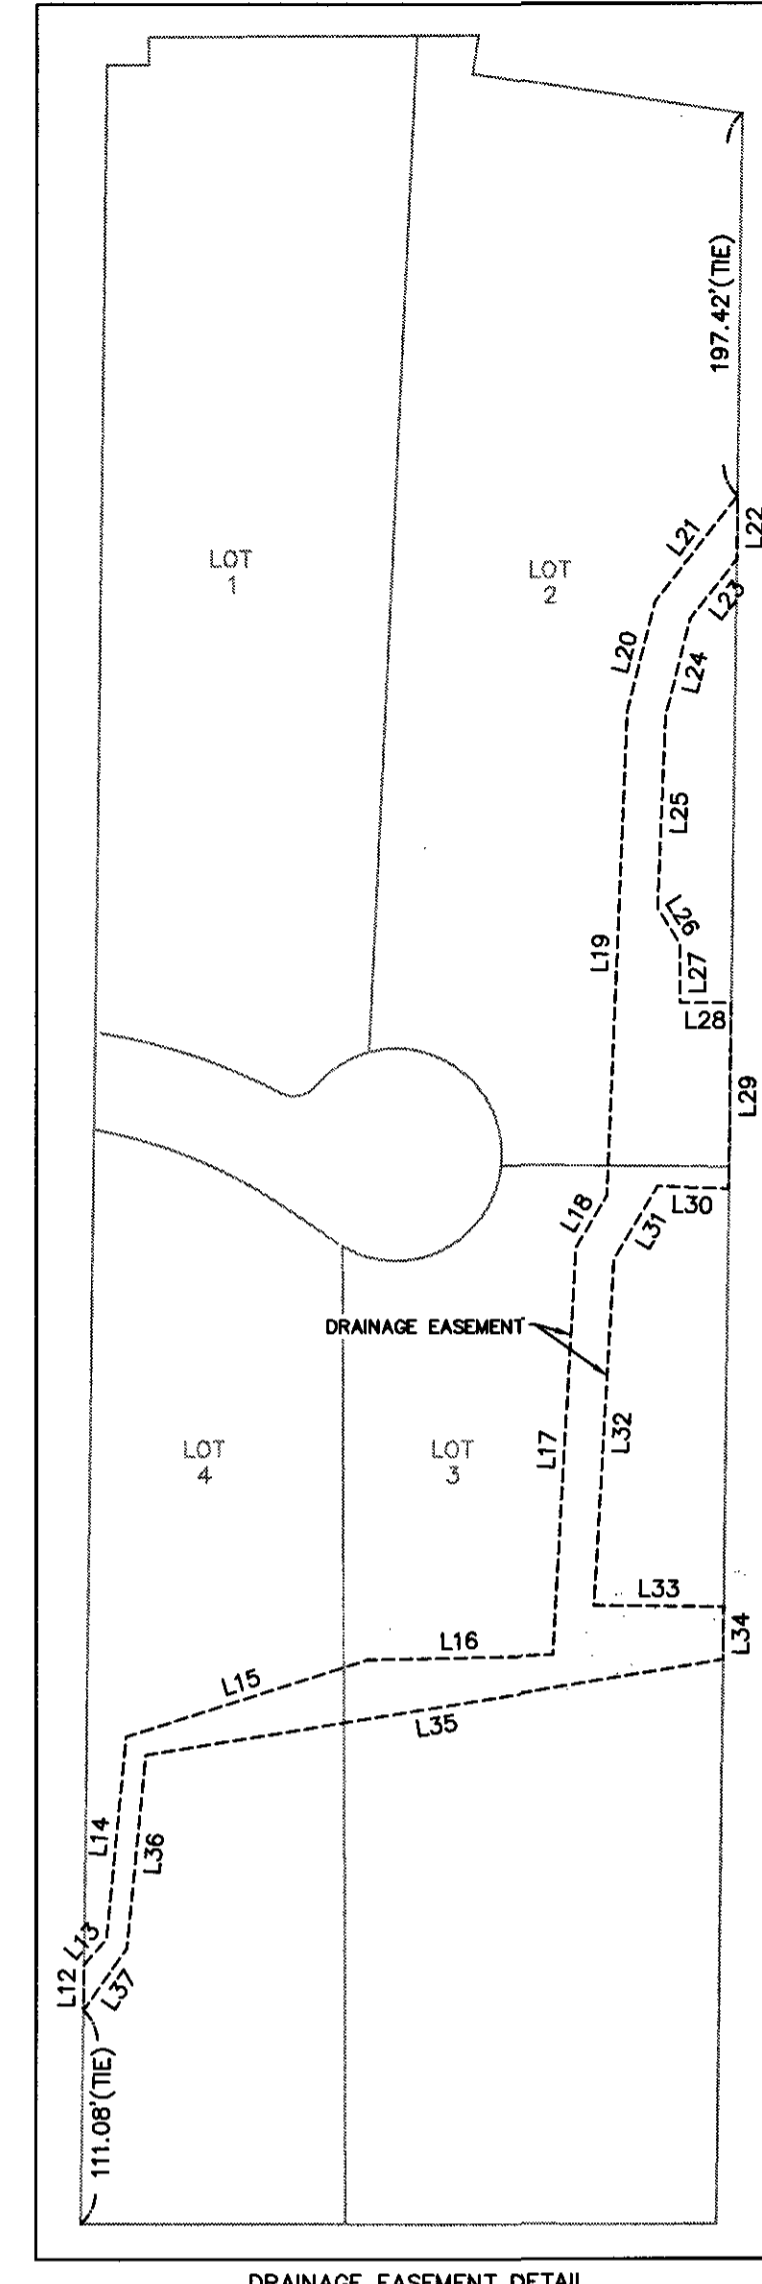 197.42'(TIE)
L21
L22
LOT
1
LOT
2
L23
L20
L24
L25
L26
L19
L27
L28
L29
L30
L18
L31
DRAINAGE EASEMENT
L17
L32
LOT
4
LOT
3
L33
L16
L34
L15
L35
L14
L36
L13
L12
L37
111.08'(TIE)
DRAINAGE EASEMENT DETAIL